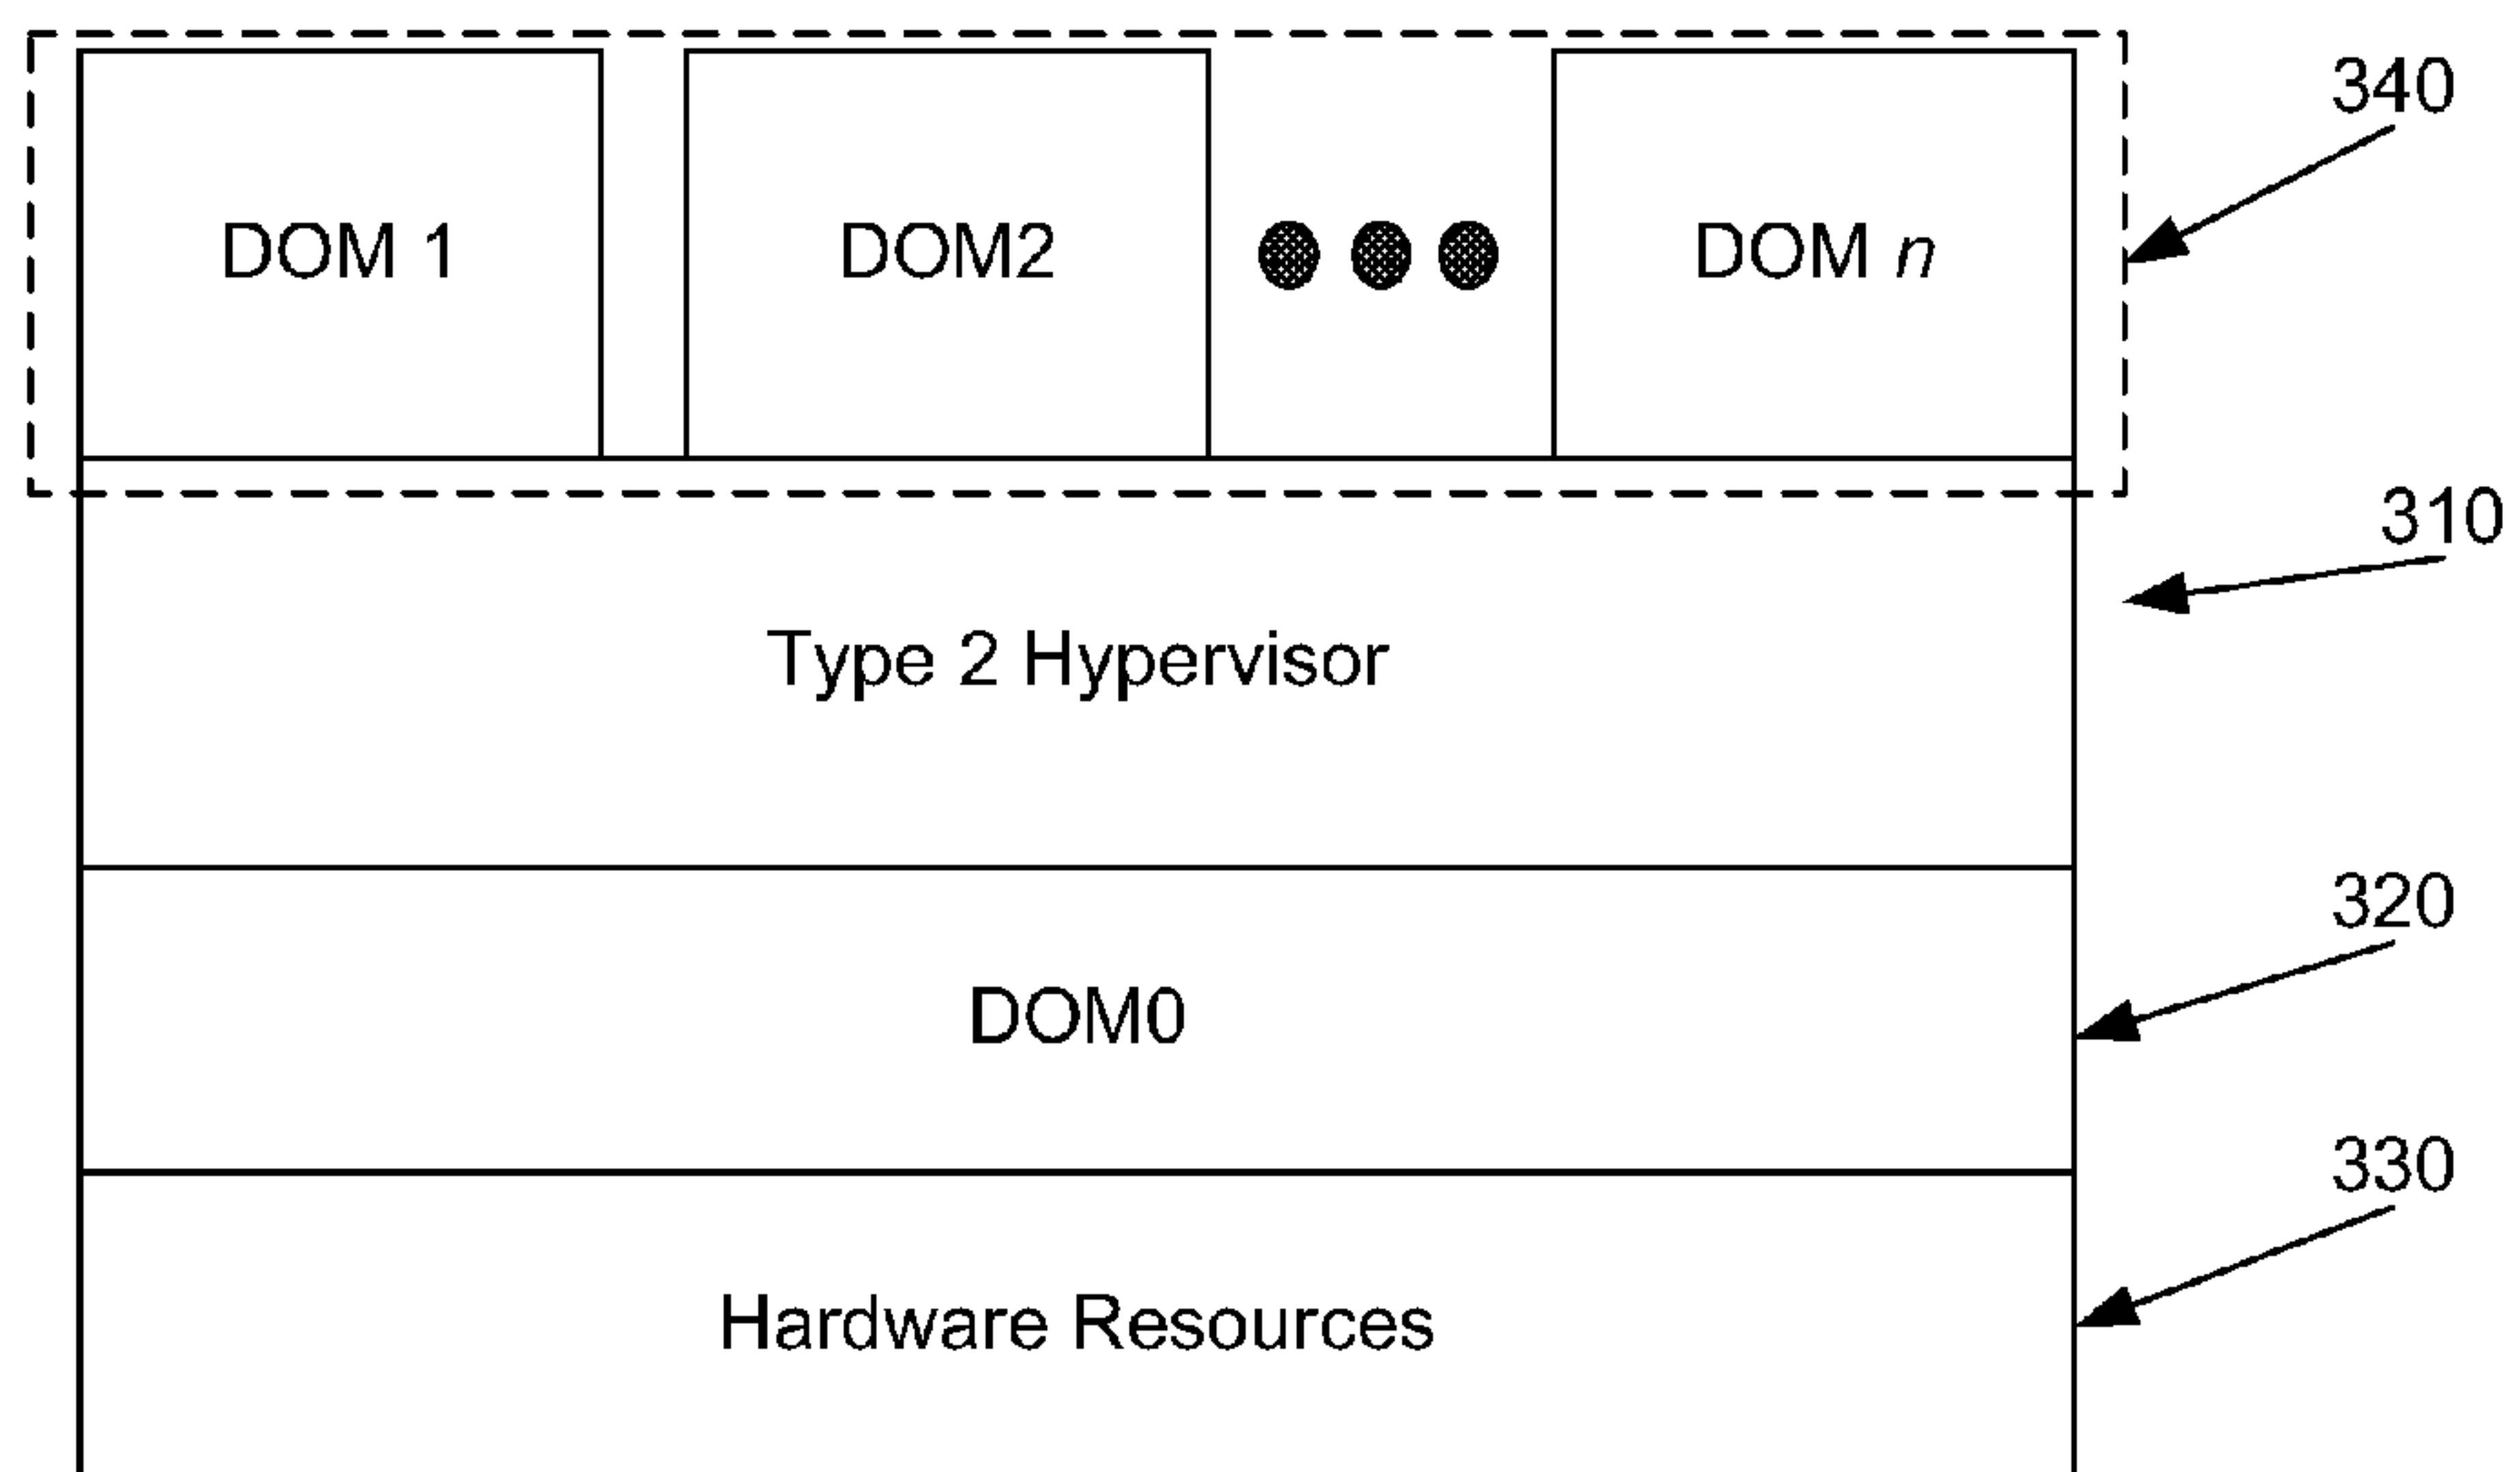 340
DOM 1 DOM2 DOM n
310
Type 2 Hypervisor
320
DOM0
330
Hardware Resources